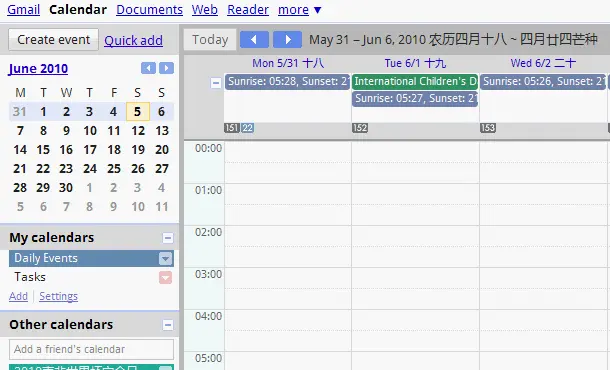 Gmail Calendar Documents Web Reader more ▼
Create event Quick add
Today May 31 – Jun 6, 2010 农历四月十八 ~ 四月廿四芒种
June 2010
M T W T F S S
31 1 2 3 4 5 6
7 8 9 10 11 12 13
14 15 16 17 18 19 20
21 22 23 24 25 26 27
28 29 30 1 2 3 4
5 6 7 8 9 10 11
My calendars
Daily Events
Tasks
Add Settings
Other calendars
Add a friend's calendar
Mon 5/31 十八 Tue 6/1 十九 Wed 6/2 二十
Sunrise: 05:28, Sunset: 2 International Children's D Sunrise: 05:26, Sunset: 2
Sunrise: 05:27, Sunset: 2
151 22 152 153
00:00
01:00
02:00
03:00
04:00
05:00